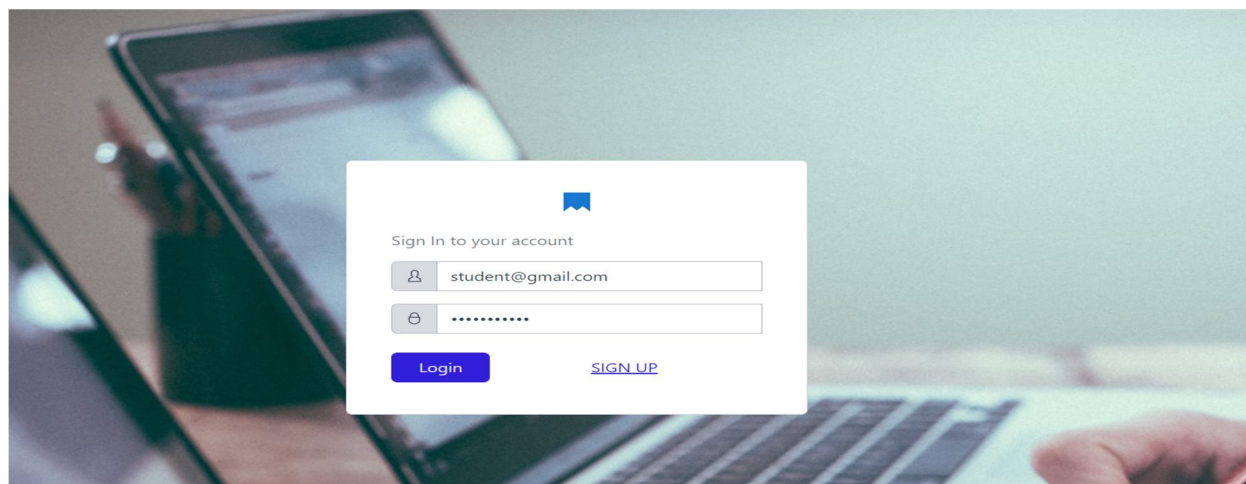 Sign In to your account
student@gmail.com
•••••••••••
Login SIGN UP